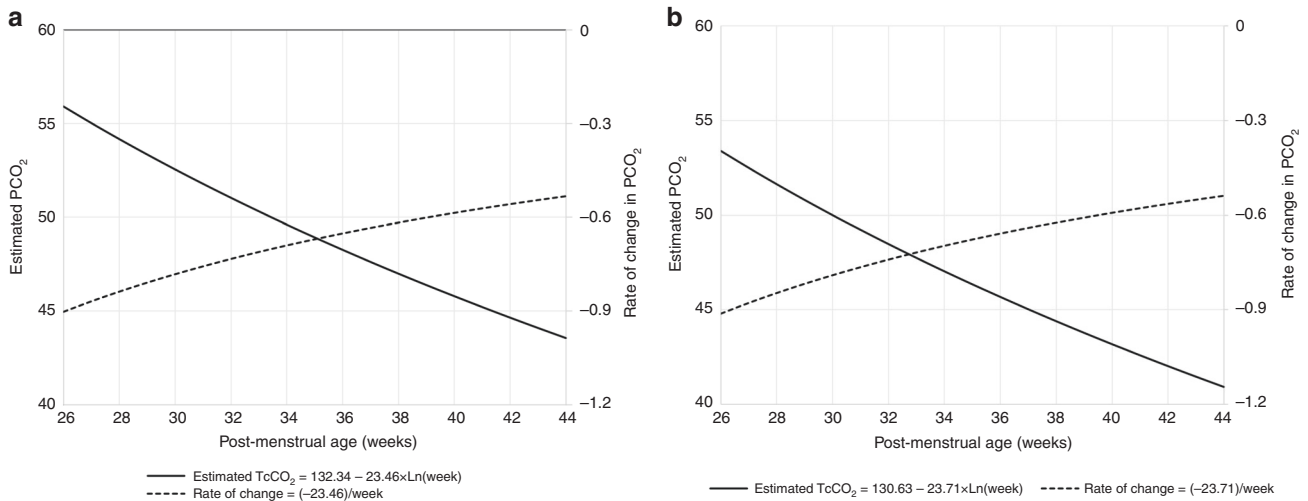 a
60
55
50
45
40
Estimated PCO₂
0
–0.3
–0.6
–0.9
–1.2
Rate of change in PCO₂
26 28 30 32 34 36 38 40 42 44
Post-menstrual age (weeks)
Estimated TcCO₂ = 132.34 – 23.46×Ln(week)
Rate of change = (–23.46)/week
b
60
55
50
45
40
Estimated PCO₂
0
–0.3
–0.6
–0.9
–1.2
Rate of change in PCO₂
26 28 30 32 34 36 38 40 42 44
Post-menstrual age (weeks)
Estimated TcCO₂ = 130.63 – 23.71×Ln(week) Rate of change = (–23.71)/week